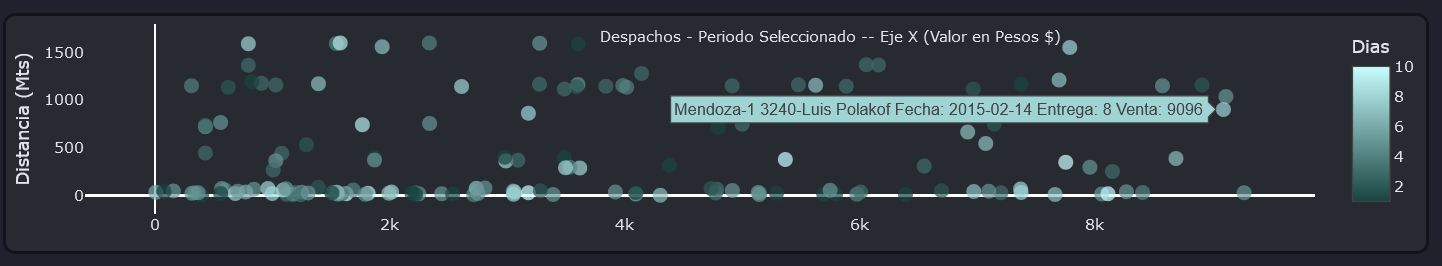 Despachos - Periodo Seleccionado -- Eje X (Valor en Pesos $)
Distancia (Mts)
1500
1000
500
0
0
2k
4k
6k
8k
Mendoza-1 3240-Luis Polakof Fecha: 2015-02-14 Entrega: 8 Venta: 9096
Dias
10
8
6
4
2